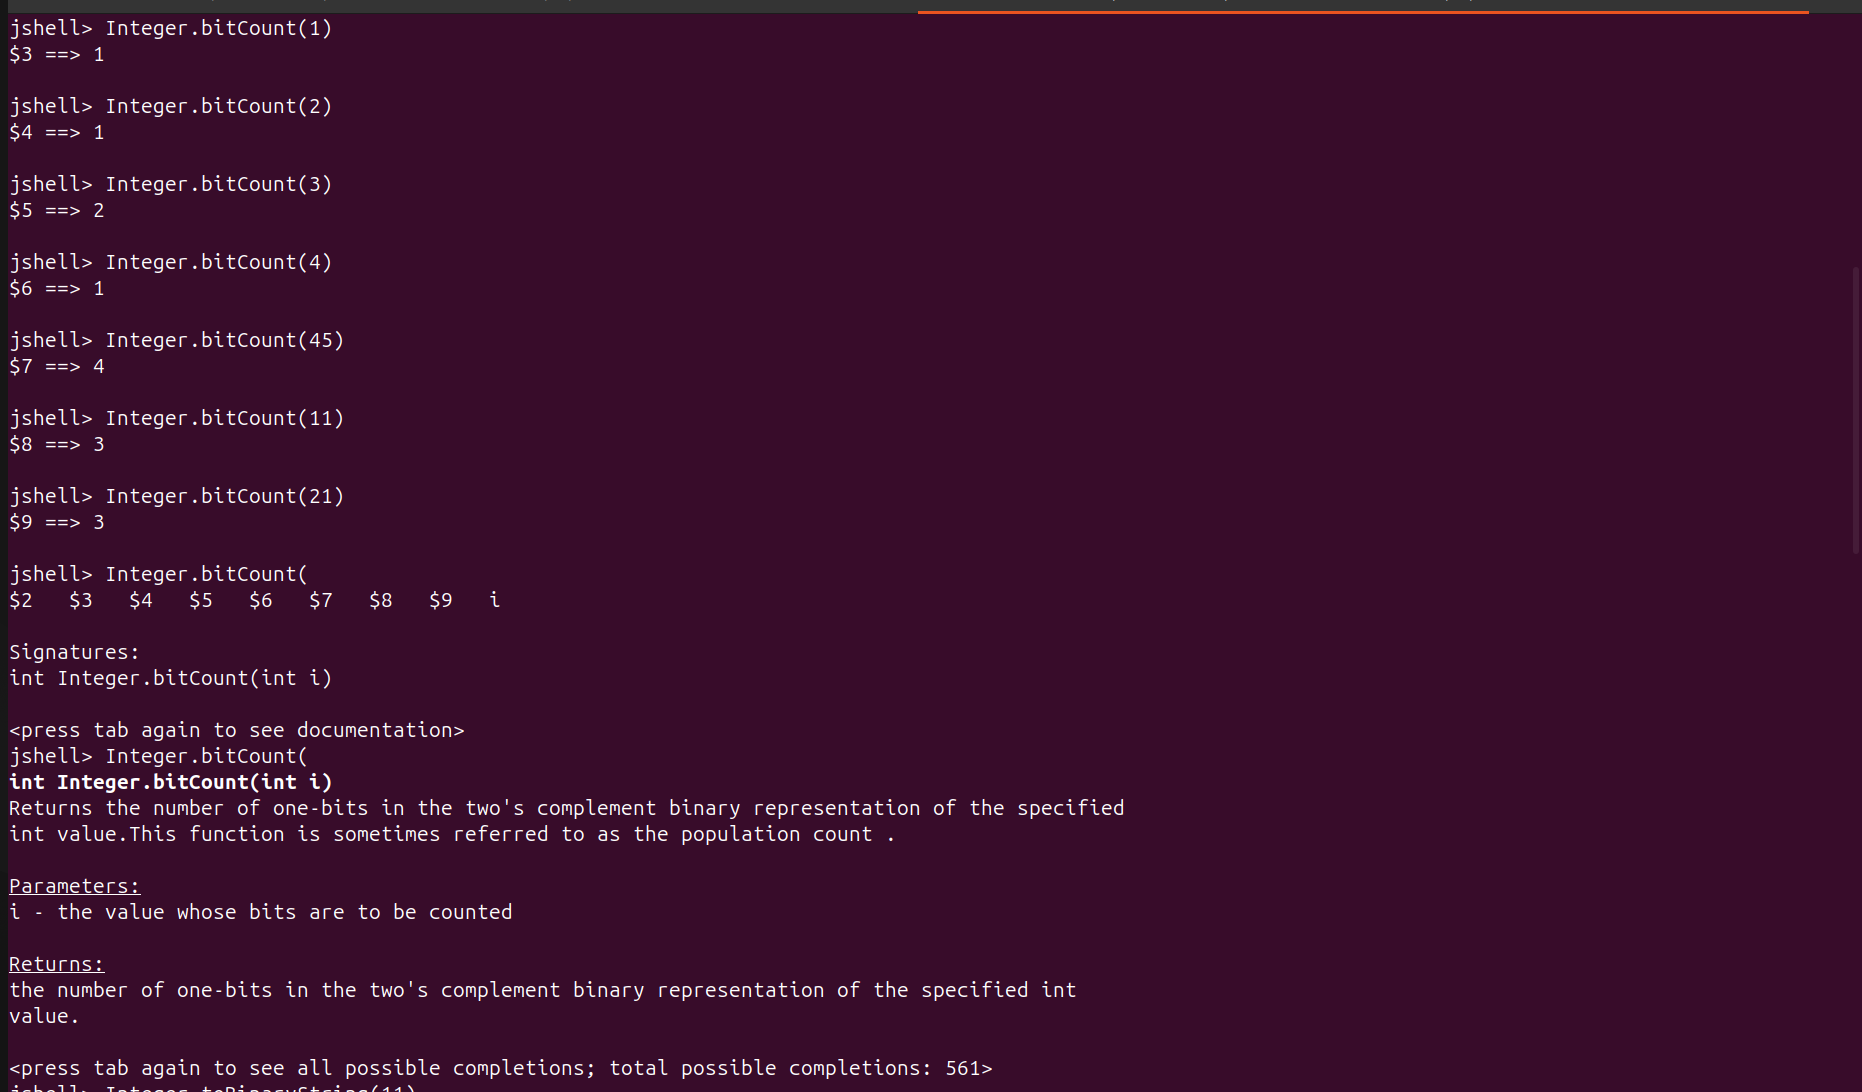 jshell> Integer.bitCount(1)
$3 ==> 1
jshell> Integer.bitCount(2)
$4 ==> 1
jshell> Integer.bitCount(3)
$5 ==> 2
jshell> Integer.bitCount(4)
$6 ==> 1
jshell> Integer.bitCount(45)
$7 ==> 4
jshell> Integer.bitCount(11)
$8 ==> 3
jshell> Integer.bitCount(21)
$9 ==> 3
jshell> Integer.bitCount(
$2   $3   $4   $5   $6   $7   $8   $9   i
Signatures:
int Integer.bitCount(int i)
<press tab again to see documentation>
jshell> Integer.bitCount(
int Integer.bitCount(int i)
Returns the number of one-bits in the two's complement binary representation of the specified
int value.This function is sometimes referred to as the population count .
Parameters:
i - the value whose bits are to be counted
Returns:
the number of one-bits in the two's complement binary representation of the specified int
value.
<press tab again to see all possible completions; total possible completions: 561>
jshell> Integer.toBinaryString(11)